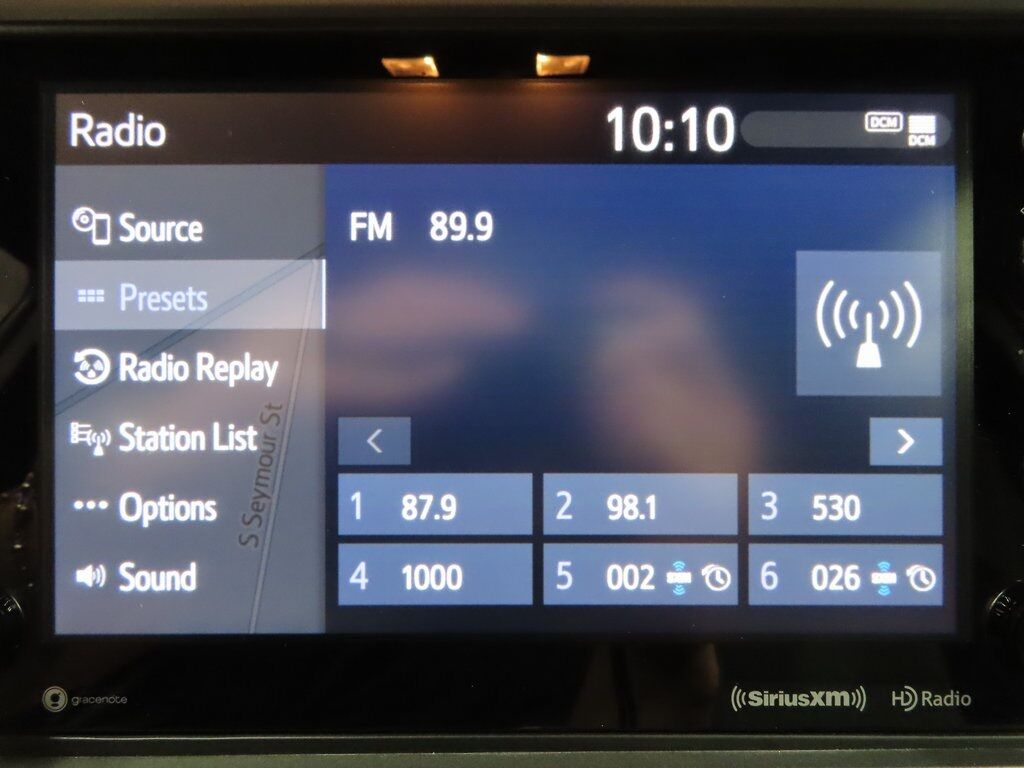 Radio
10:10
DCM
DCM
Source
FM 89.9
Presets
Radio Replay
Station List
S Seymour St
Options
Sound
< >
1 87.9
2 98.1
3 530
4 1000
5 002
6 026
gracenote
((SiriusXM))
HD Radio